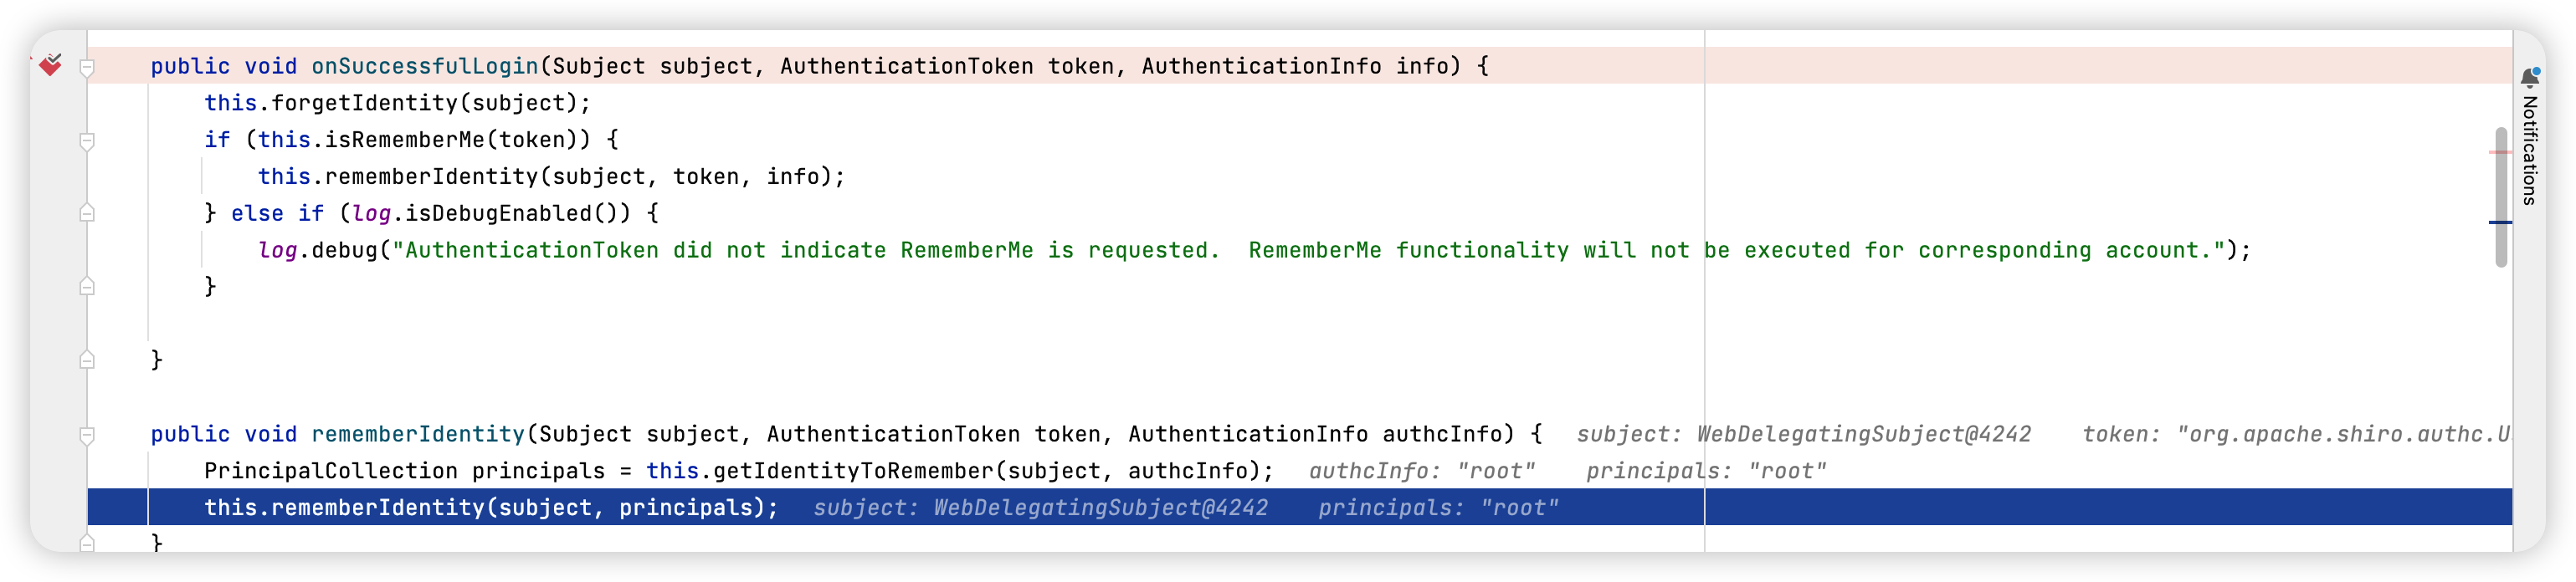 public void onSuccessfulLogin(Subject subject, AuthenticationToken token, AuthenticationInfo info) {
this.forgetIdentity(subject);
if (this.isRememberMe(token)) {
this.rememberIdentity(subject, token, info);
} else if (log.isDebugEnabled()) {
log.debug("AuthenticationToken did not indicate RememberMe is requested.  RememberMe functionality will not be executed for corresponding account.");
}
}
public void rememberIdentity(Subject subject, AuthenticationToken token, AuthenticationInfo authcInfo) { subject: WebDelegatingSubject@4242 token: "org.apache.shiro.authc.U
PrincipalCollection principals = this.getIdentityToRemember(subject, authcInfo); authcInfo: "root" principals: "root"
this.rememberIdentity(subject, principals); subject: WebDelegatingSubject@4242 principals: "root"
}
Notifications